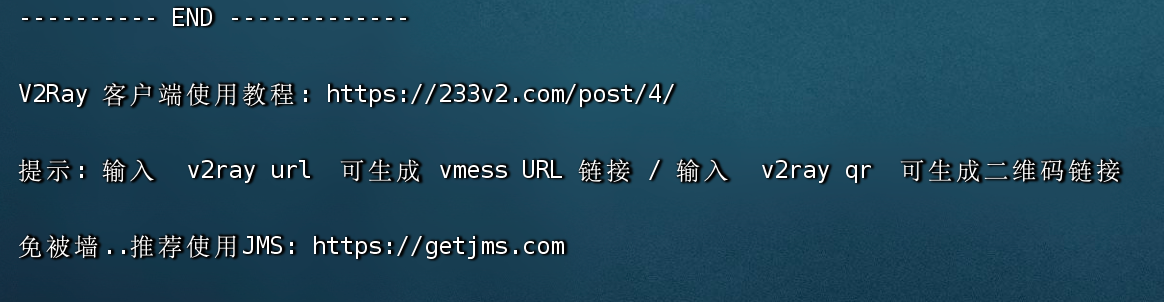 ---------- END -------------
V2Ray 客户端使用教程: https://233v2.com/post/4/
提示: 输入  v2ray url  可生成 vmess URL 链接 / 输入  v2ray qr  可生成二维码链接
免被墙..推荐使用JMS: https://getjms.com